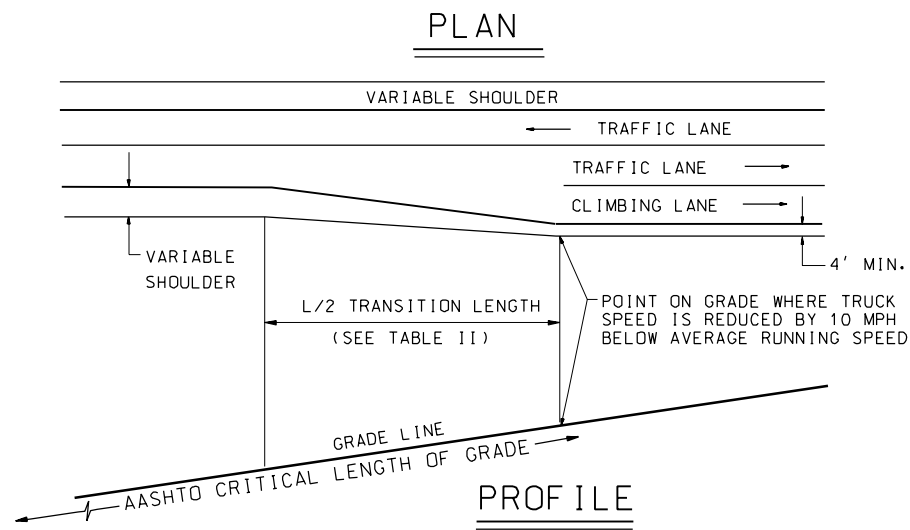 PLAN
VARIABLE SHOULDER
TRAFFIC LANE
TRAFFIC LANE
CLIMBING LANE
VARIABLE
SHOULDER
4' MIN.
L/2 TRANSITION LENGTH
(SEE TABLE II)
POINT ON GRADE WHERE TRUCK
SPEED IS REDUCED BY 10 MPH
BELOW AVERAGE RUNNING SPEED
GRADE LINE
AASHTO CRITICAL LENGTH OF GRADE
PROFILE